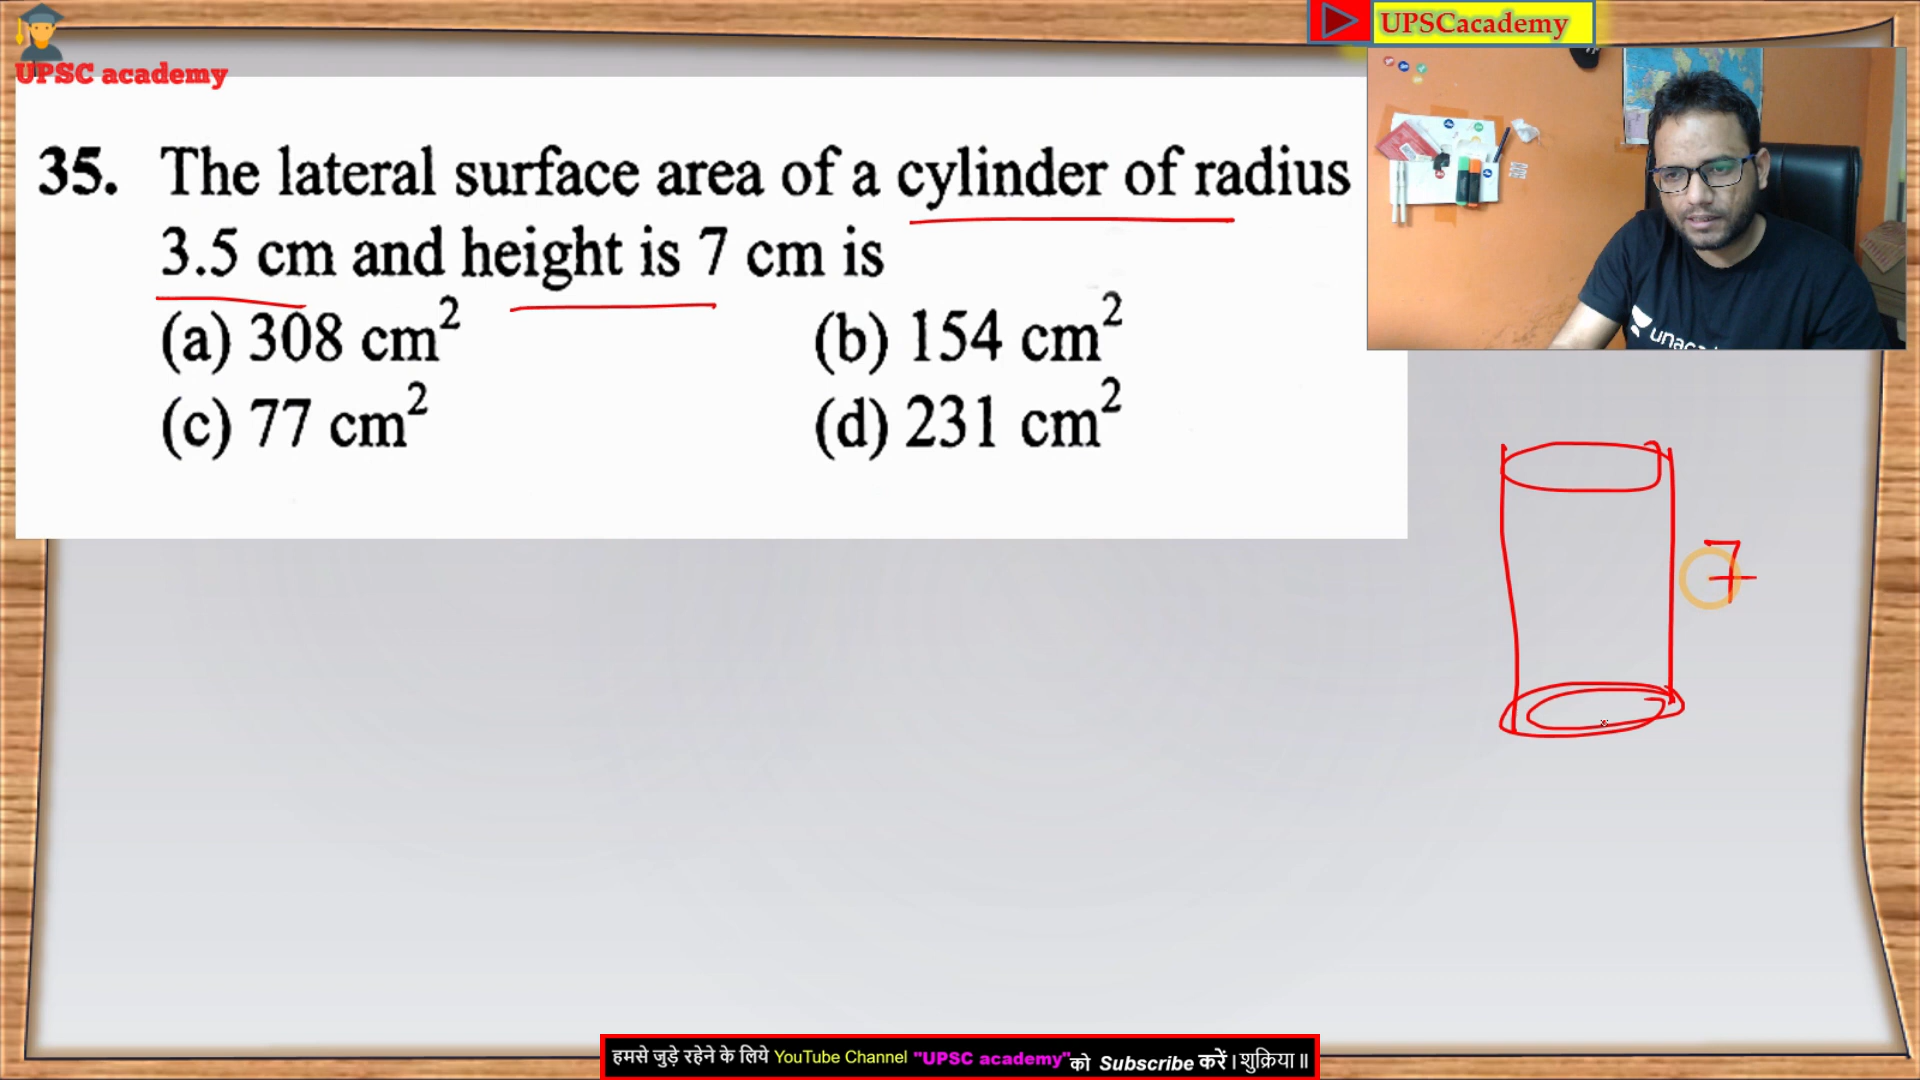 UPSCacademy
UPSC academy
35. The lateral surface area of a cylinder of radius
3.5 cm and height is 7 cm is
(a) 308 cm²
(b) 154 cm²
(c) 77 cm²
(d) 231 cm²
7
हमसे जुड़े रहेने के लिये YouTube Channel "UPSC academy" को Subscribe करें । शुक्रिया ॥